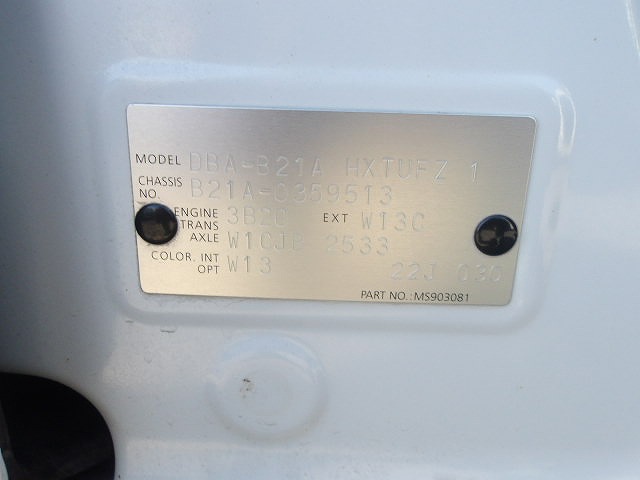 MODEL DBA-B21A HXTUFZ 1
CHASSIS NO. B21A-0359513
ENGINE 3B20 EXT W13C
TRANS AXLE W1CJB 2533
COLOR. INT W13
OPT 22J 030
PART NO.: MS903081